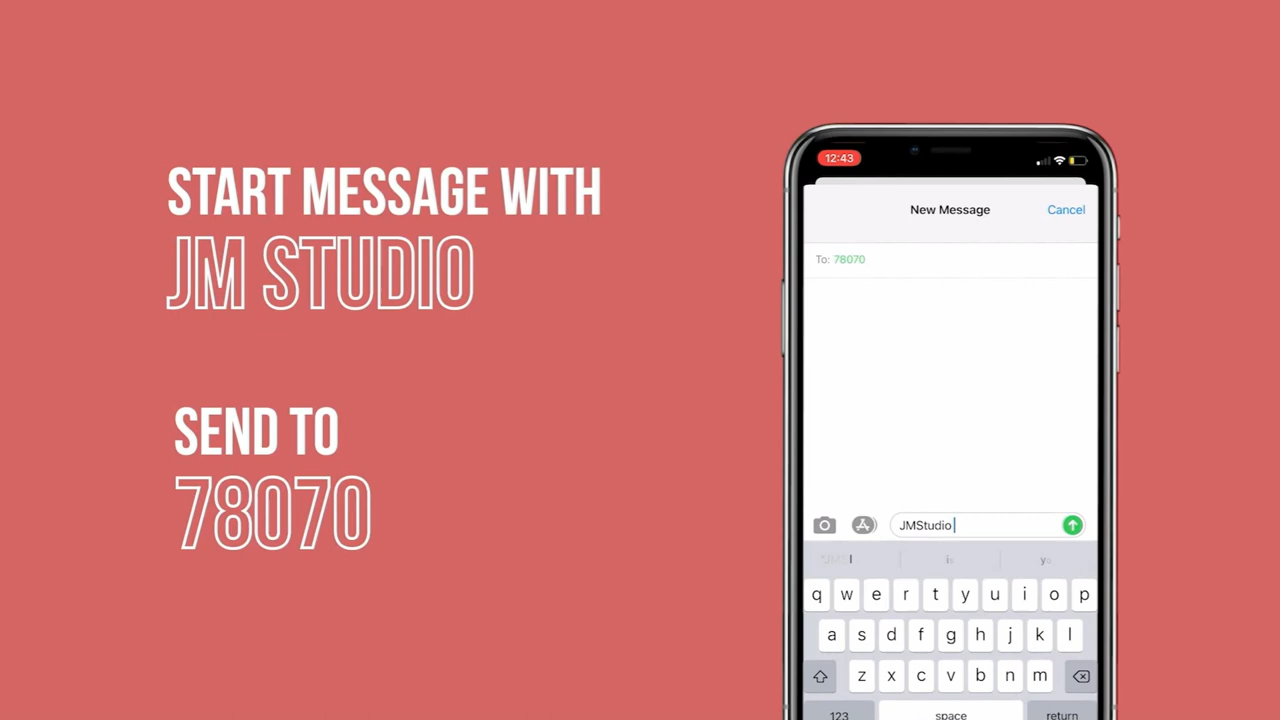 START MESSAGE WITH
JM STUDIO
SEND TO
78070
12:43
New Message
Cancel
To: 78070
JMStudio
is
q w e r t y u i o p
a s d f g h j k l
z x c v b n m
123
space
return